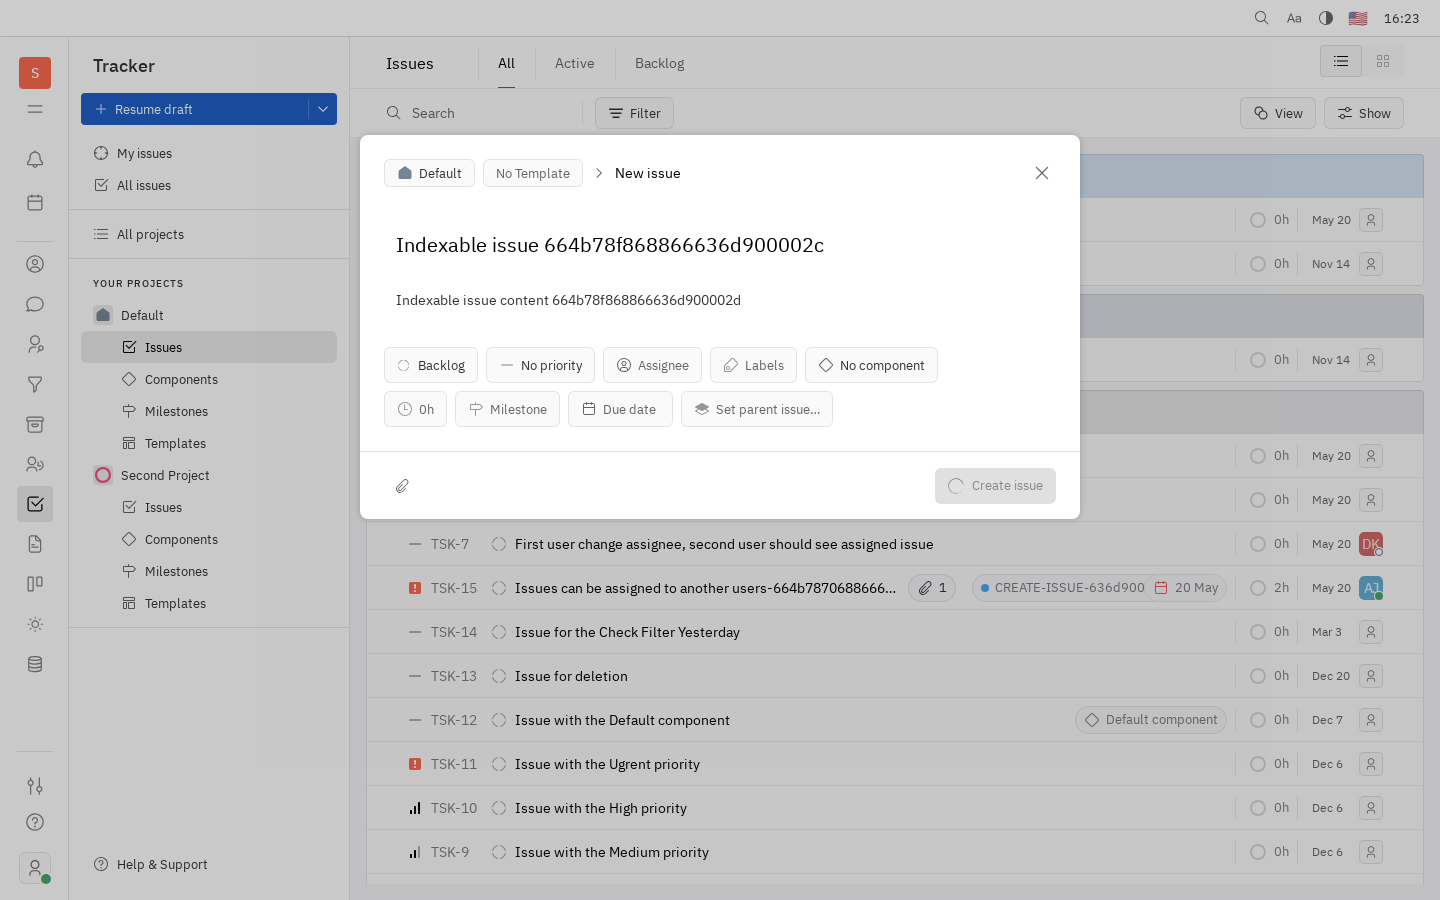 Aa 16:23
S
Tracker
Resume draft
My issues
All issues
All projects
YOUR PROJECTS
Default
Issues
Components
Milestones
Templates
Second Project
Issues
Components
Milestones
Templates
Help & Support
Issues All Active Backlog
Search Filter View Show
Default No Template New issue
Indexable issue 664b78f868866636d900002c
Indexable issue content 664b78f868866636d900002d
Backlog No priority Assignee Labels No component
0h Milestone Due date Set parent issue...
Create issue
0h May 20
0h Nov 14
0h Nov 14
0h May 20
0h May 20
TSK-7 First user change assignee, second user should see assigned issue 0h May 20 DK
TSK-15 Issues can be assigned to another users-664b7870688666... 1 CREATE-ISSUE-636d900 20 May 2h May 20 AJ
TSK-14 Issue for the Check Filter Yesterday 0h Mar 3
TSK-13 Issue for deletion 0h Dec 20
TSK-12 Issue with the Default component Default component 0h Dec 7
TSK-11 Issue with the Ugrent priority 0h Dec 6
TSK-10 Issue with the High priority 0h Dec 6
TSK-9 Issue with the Medium priority 0h Dec 6